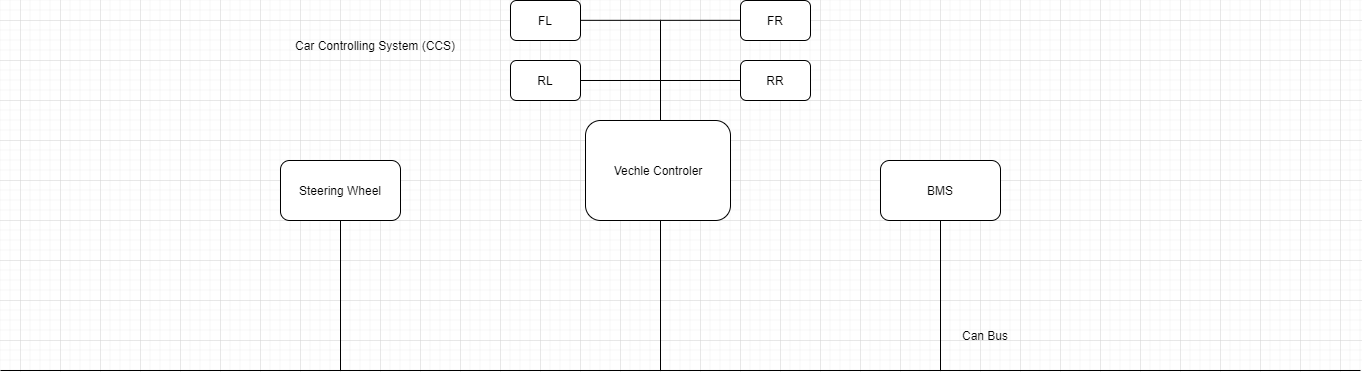 FL
FR
Car Controlling System (CCS)
RL
RR
Vechle Controler
Steering Wheel
BMS
Can Bus